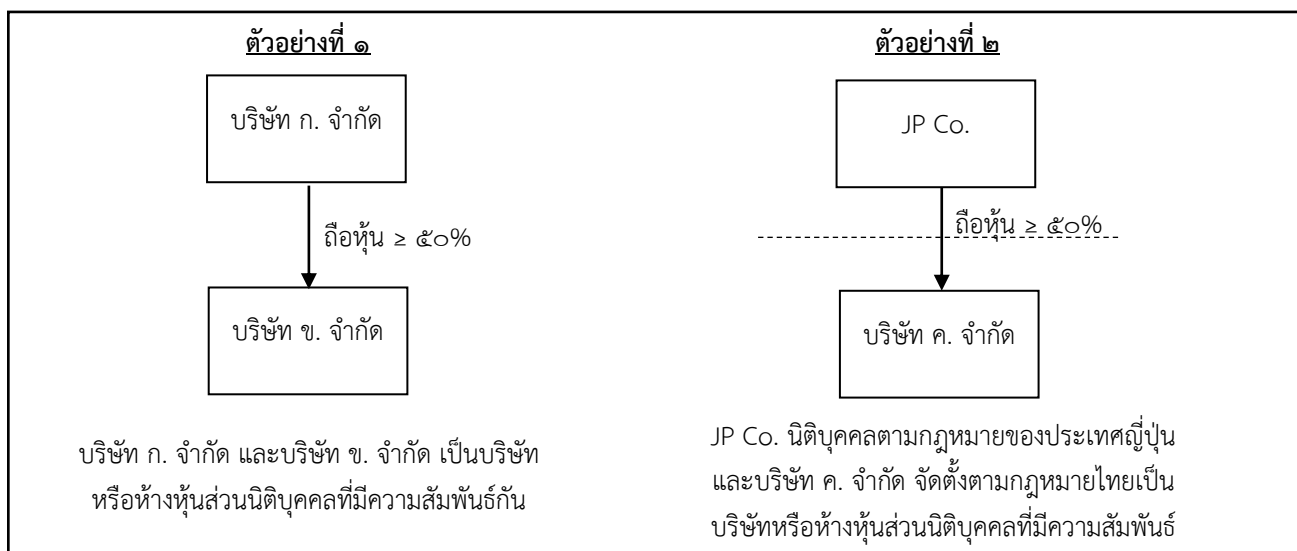 ตัวอย่างที่ ๑
บริษัท ก. จำกัด
ถือหุ้น ≥ ๕๐%
บริษัท ข. จำกัด
บริษัท ก. จำกัด และบริษัท ข. จำกัด เป็นบริษัท
หรือห้างหุ้นส่วนนิติบุคคลที่มีความสัมพันธ์กัน
ตัวอย่างที่ ๒
JP Co.
ถือหุ้น ≥ ๕๐%
บริษัท ค. จำกัด
JP Co. นิติบุคคลตามกฎหมายของประเทศญี่ปุ่น
และบริษัท ค. จำกัด จัดตั้งตามกฎหมายไทยเป็น
บริษัทหรือห้างหุ้นส่วนนิติบุคคลที่มีความสัมพันธ์